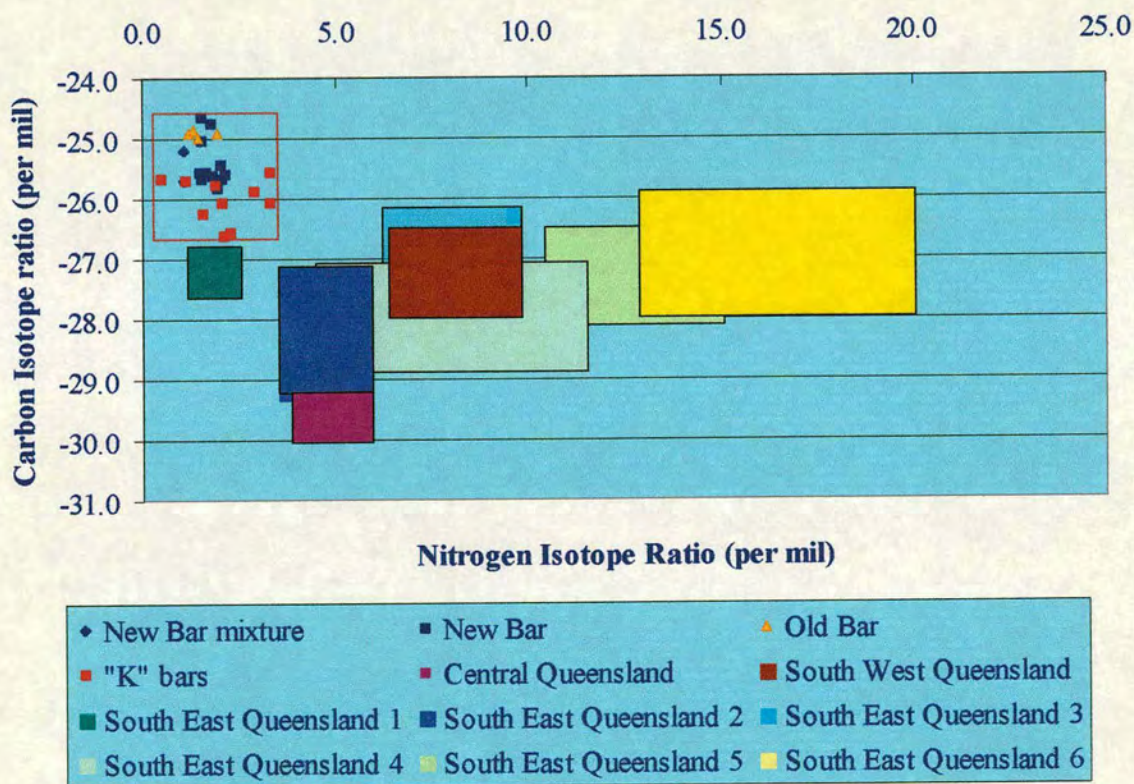 0.0 5.0 10.0 15.0 20.0 25.0
-24.0
-25.0
-26.0
-27.0
-28.0
-29.0
-30.0
-31.0
Carbon Isotope ratio (per mil)
Nitrogen Isotope Ratio (per mil)
New Bar mixture New Bar Old Bar
"K" bars Central Queensland South West Queensland
South East Queensland 1 South East Queensland 2 South East Queensland 3
South East Queensland 4 South East Queensland 5 South East Queensland 6